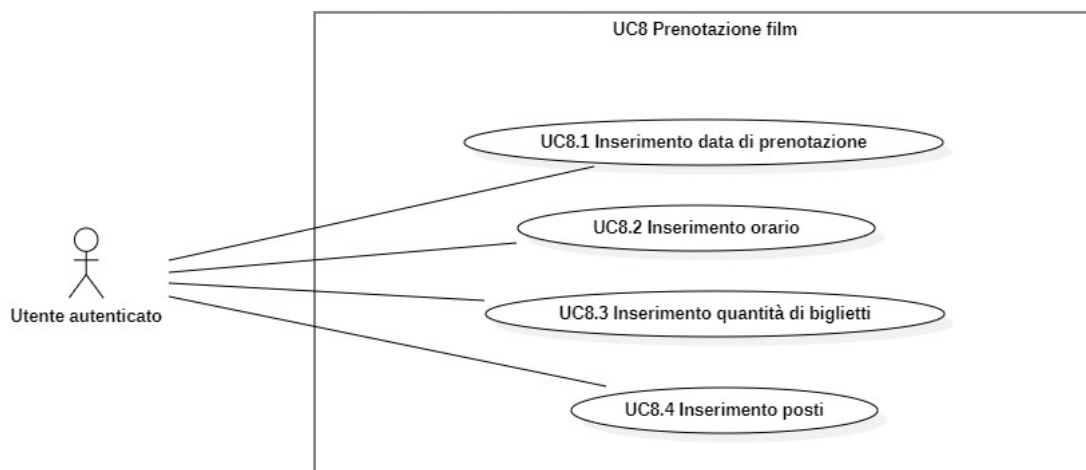 UC8 Prenotazione film
UC8.1 Inserimento data di prenotazione
UC8.2 Inserimento orario
Utente autenticato
UC8.3 Inserimento quantità di biglietti
UC8.4 Inserimento posti